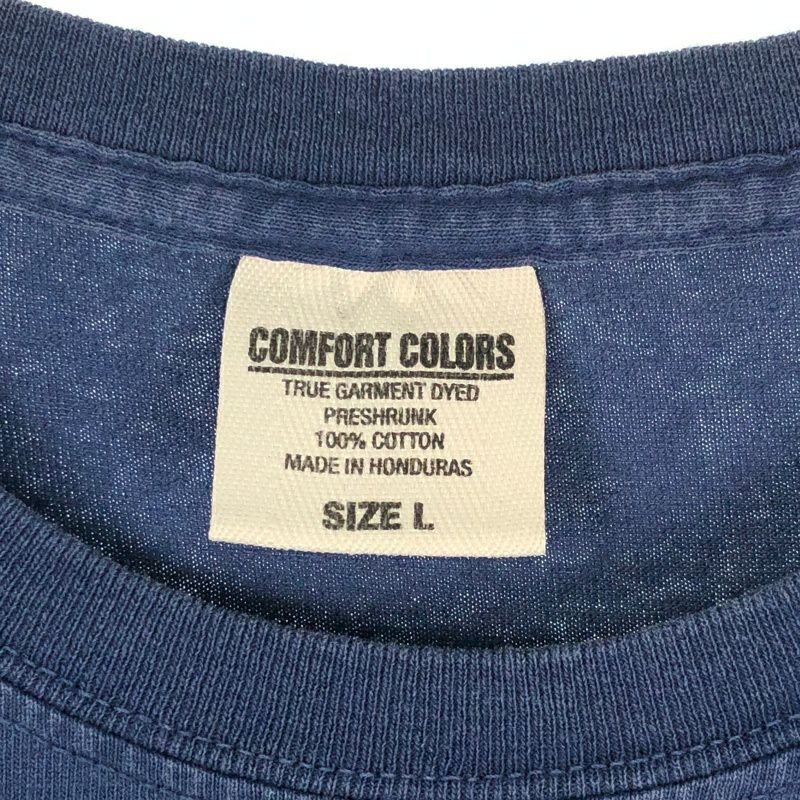 COMFORT COLORS
TRUE GARMENT DYED
PRESHRUNK
100% COTTON
MADE IN HONDURAS
SIZE L